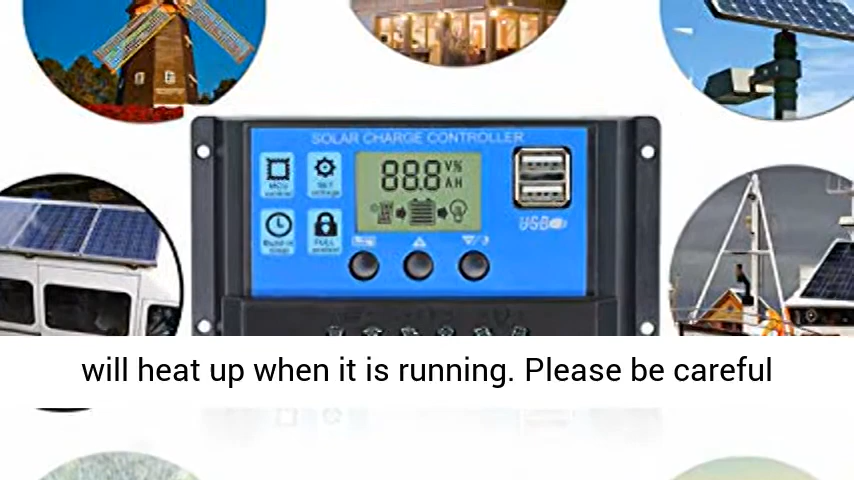 SOLAR CHARGE CONTROLLER
88.8 V%
AH
USB
will heat up when it is running. Please be careful